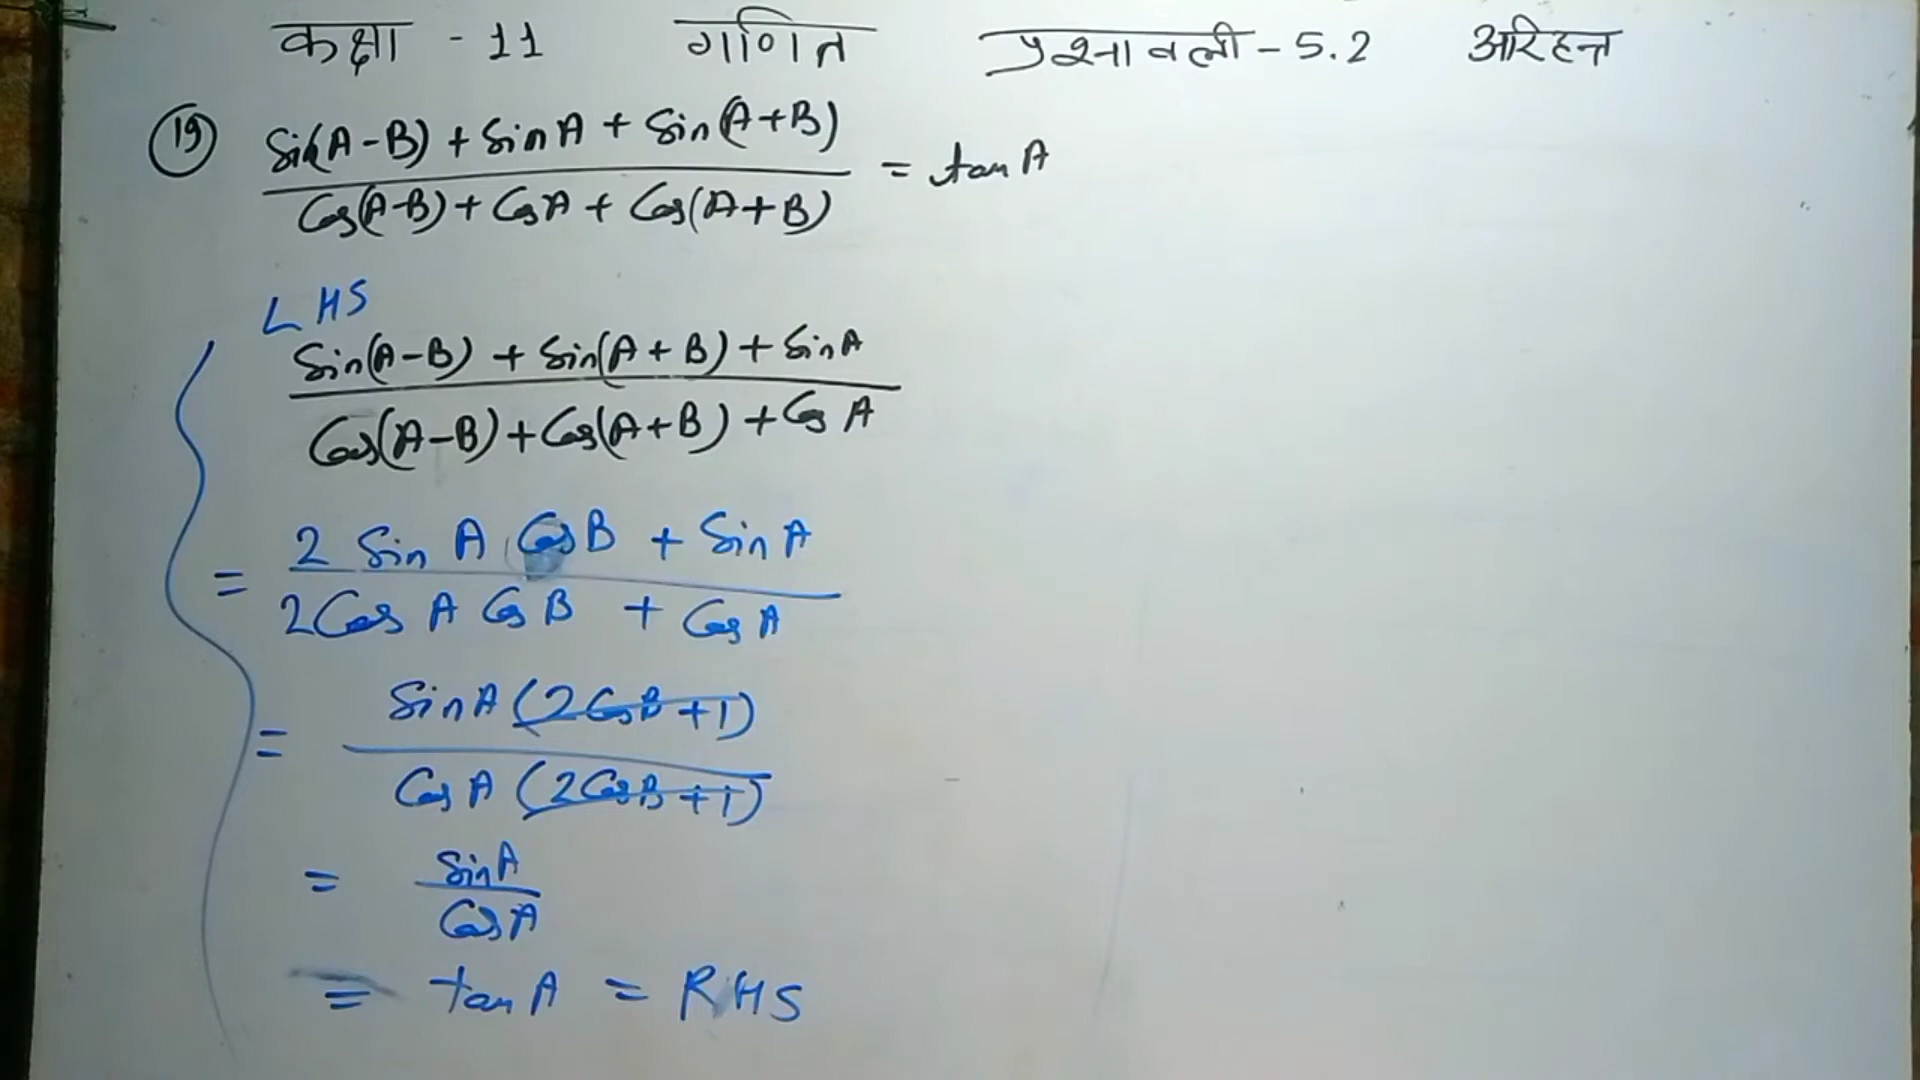 कक्षा - 11 गणित प्रश्नावली - 5.2 अरिहन्त
(19) Sin(A-B) + Sin A + Sin(A+B)
= tan A
Cos(A-B) + Cos A + Cos(A+B)
LHS
Sin(A-B) + Sin(A+B) + Sin A
Cos(A-B) + Cos(A+B) + Cos A
2 Sin A Cos B + Sin A
=
2 Cos A Cos B + Cos A
Sin A (2 Cos B + 1)
=
Cos A (2 Cos B + 1)
= Sin A
Cos A
= tan A = RHS